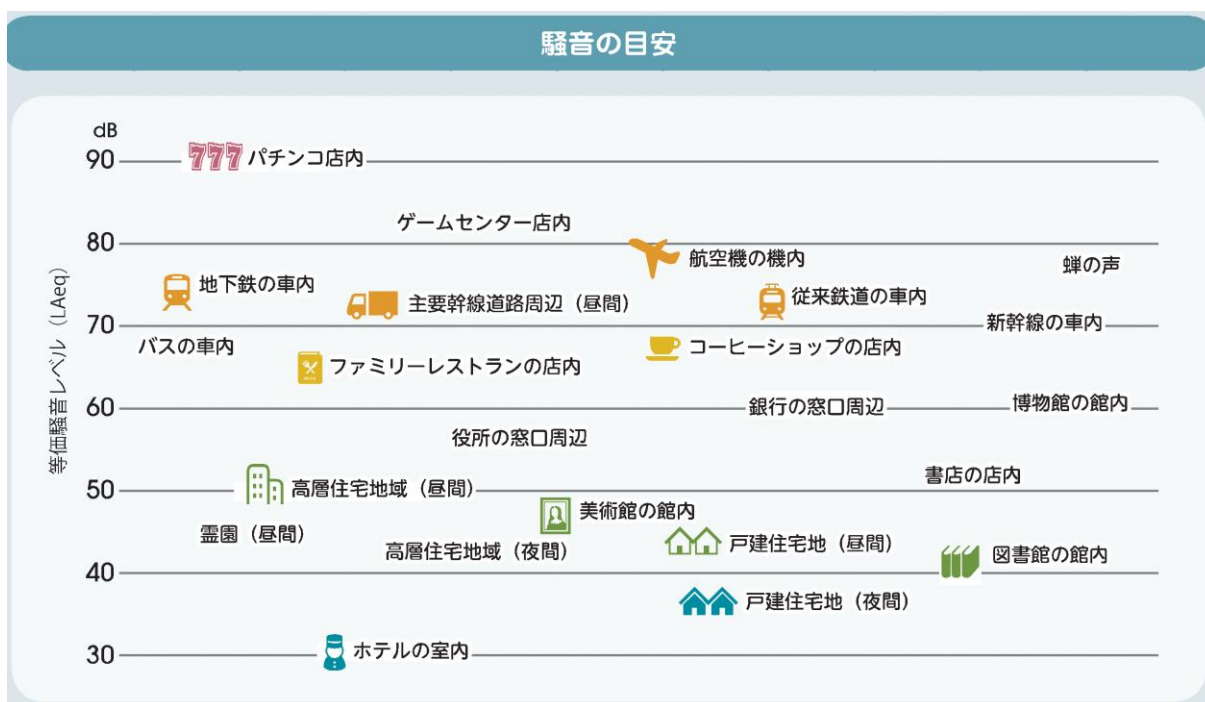 騒音の目安
dB
等価騒音レベル（LAeq）
90
777 パチンコ店内
ゲームセンター店内
80
航空機の機内
蝉の声
地下鉄の車内
主要幹線道路周辺（昼間）
従来鉄道の車内
70
新幹線の車内
バスの車内
ファミリーレストランの店内
コーヒーショップの店内
60
銀行の窓口周辺
博物館の館内
役所の窓口周辺
書店の店内
50
高層住宅地域（昼間）
美術館の館内
霊園（昼間）
高層住宅地域（夜間）
戸建住宅地（昼間）
図書館の館内
40
戸建住宅地（夜間）
30
ホテルの室内